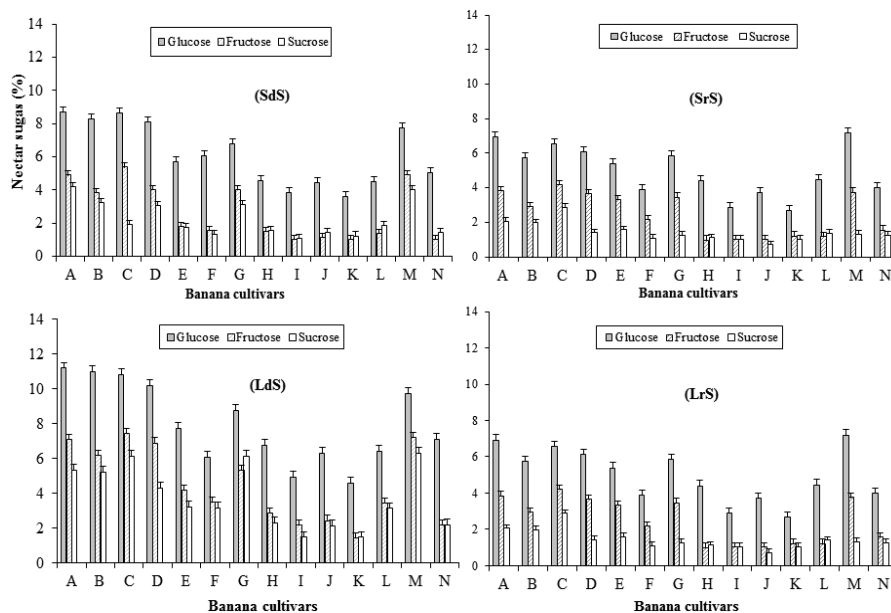 14
12
10
8
6
4
2
0
Nectar sugas (%)
Glucose Fructose Sucrose
(SdS)
A B C D E F G H I J K L M N
Banana cultivars
14
12
10
8
6
4
2
0
Glucose Fructose Sucrose
(SrS)
A B C D E F G H I J K L M N
Banana cultivars
14
12
10
8
6
4
2
0
Glucose Fructose Sucrose
(LdS)
A B C D E F G H I J K L M N
Banana cultivars
14
12
10
8
6
4
2
0
Glucose Fructose Sucrose
(LrS)
A B C D E F G H I J K L M N
Banana cultivars